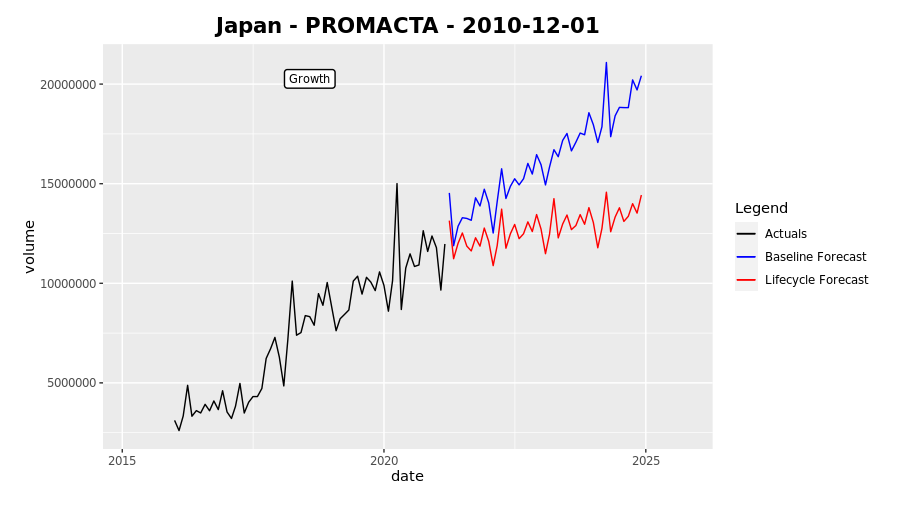 Japan - PROMACTA - 2010-12-01
Growth
volume
20000000
15000000
10000000
5000000
2015
2020
2025
date
Legend
Actuals
Baseline Forecast
Lifecycle Forecast